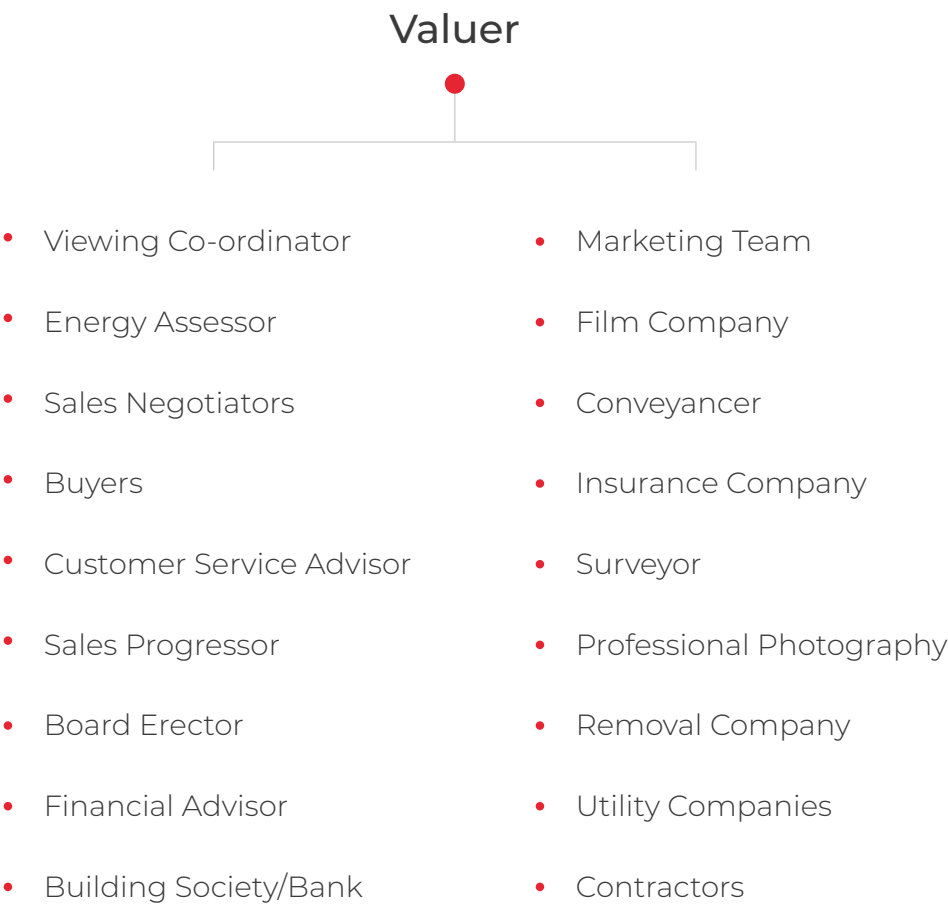 Valuer
Viewing Co-ordinator
Energy Assessor
Sales Negotiators
Buyers
Customer Service Advisor
Sales Progressor
Board Erector
Financial Advisor
Building Society/Bank
Marketing Team
Film Company
Conveyancer
Insurance Company
Surveyor
Professional Photography
Removal Company
Utility Companies
Contractors